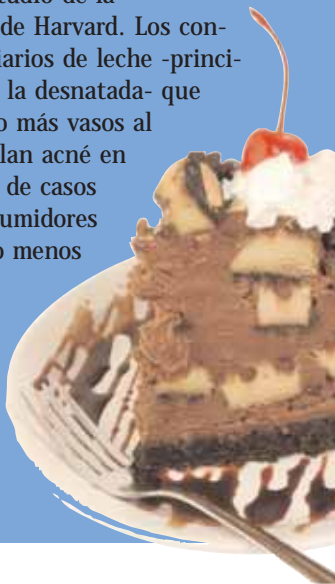 de Harvard. Los con-
iarios de leche -princi-
la desnatada- que
o más vasos al
lan acné en
de casos
umidores
o menos